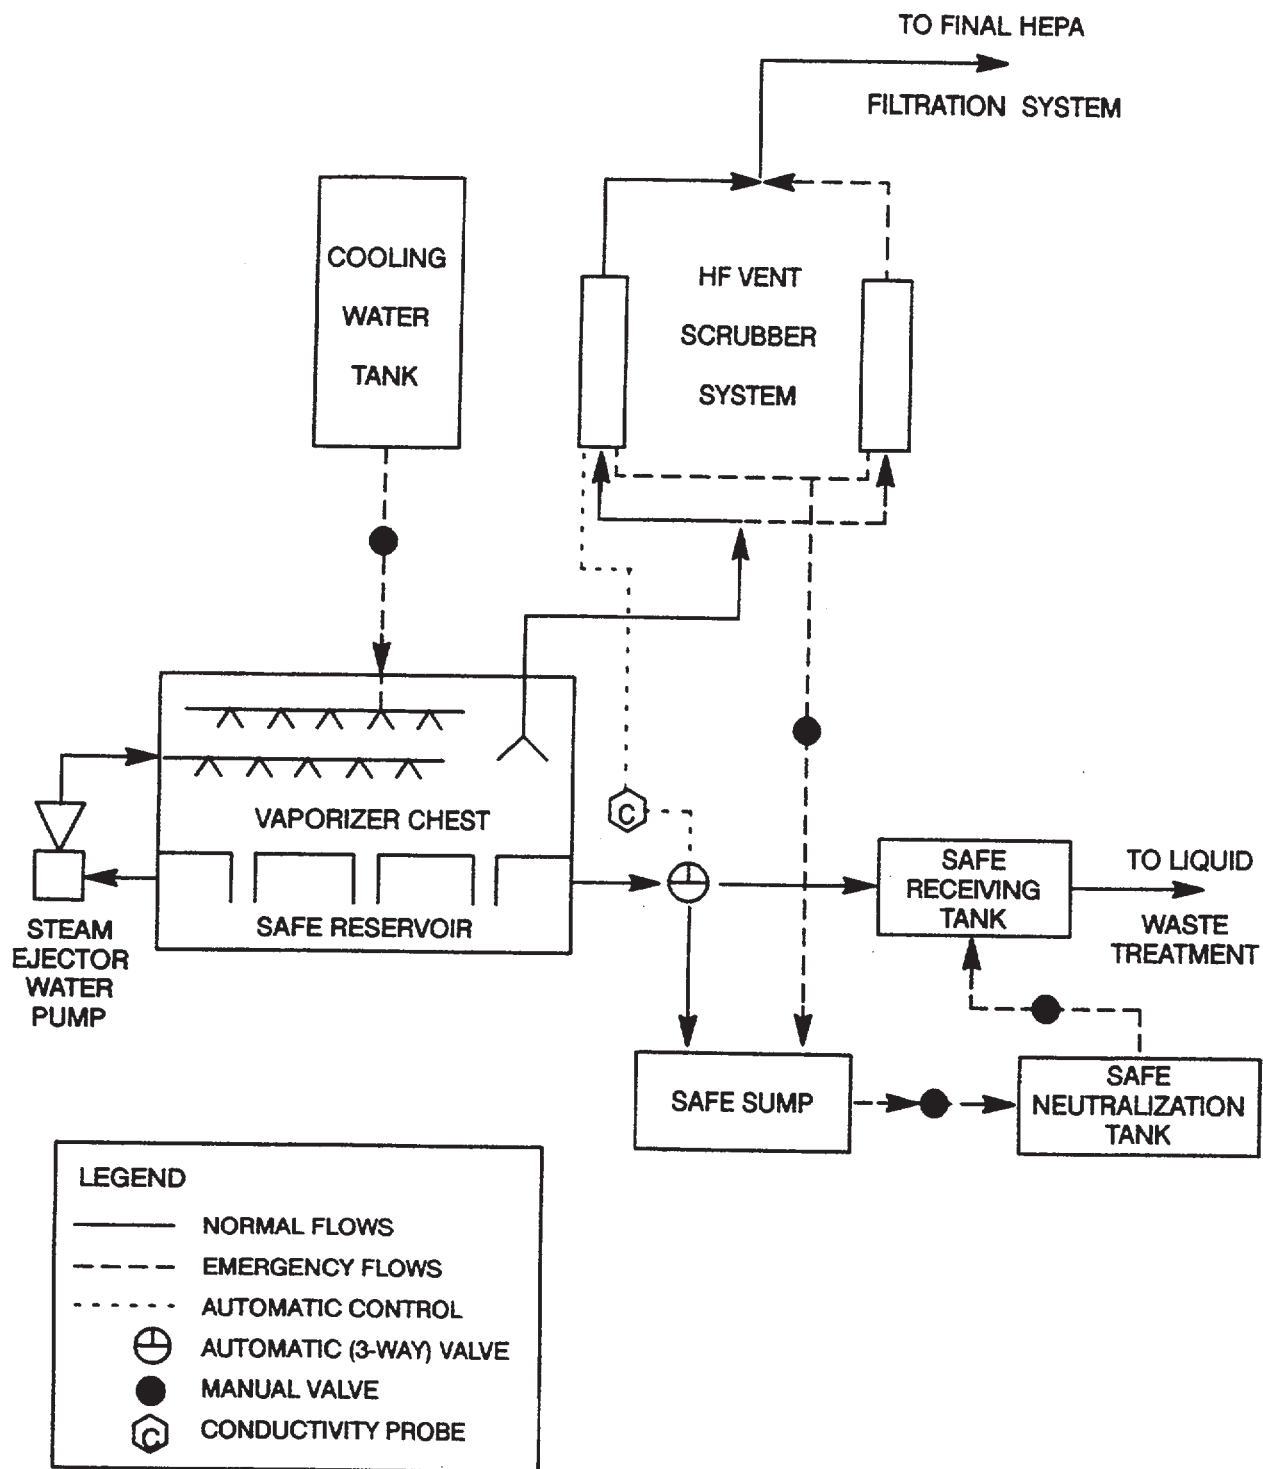 TO FINAL HEPA
FILTRATION SYSTEM
COOLING
WATER
TANK
HF VENT
SCRUBBER
SYSTEM
VAPORIZER CHEST
C
SAFE RESERVOIR
STEAM
EJECTOR
WATER
PUMP
SAFE
RECEIVING
TANK
TO LIQUID
WASTE
TREATMENT
SAFE SUMP
SAFE
NEUTRALIZATION
TANK
LEGEND
NORMAL FLOWS
EMERGENCY FLOWS
AUTOMATIC CONTROL
AUTOMATIC (3-WAY) VALVE
MANUAL VALVE
C CONDUCTIVITY PROBE